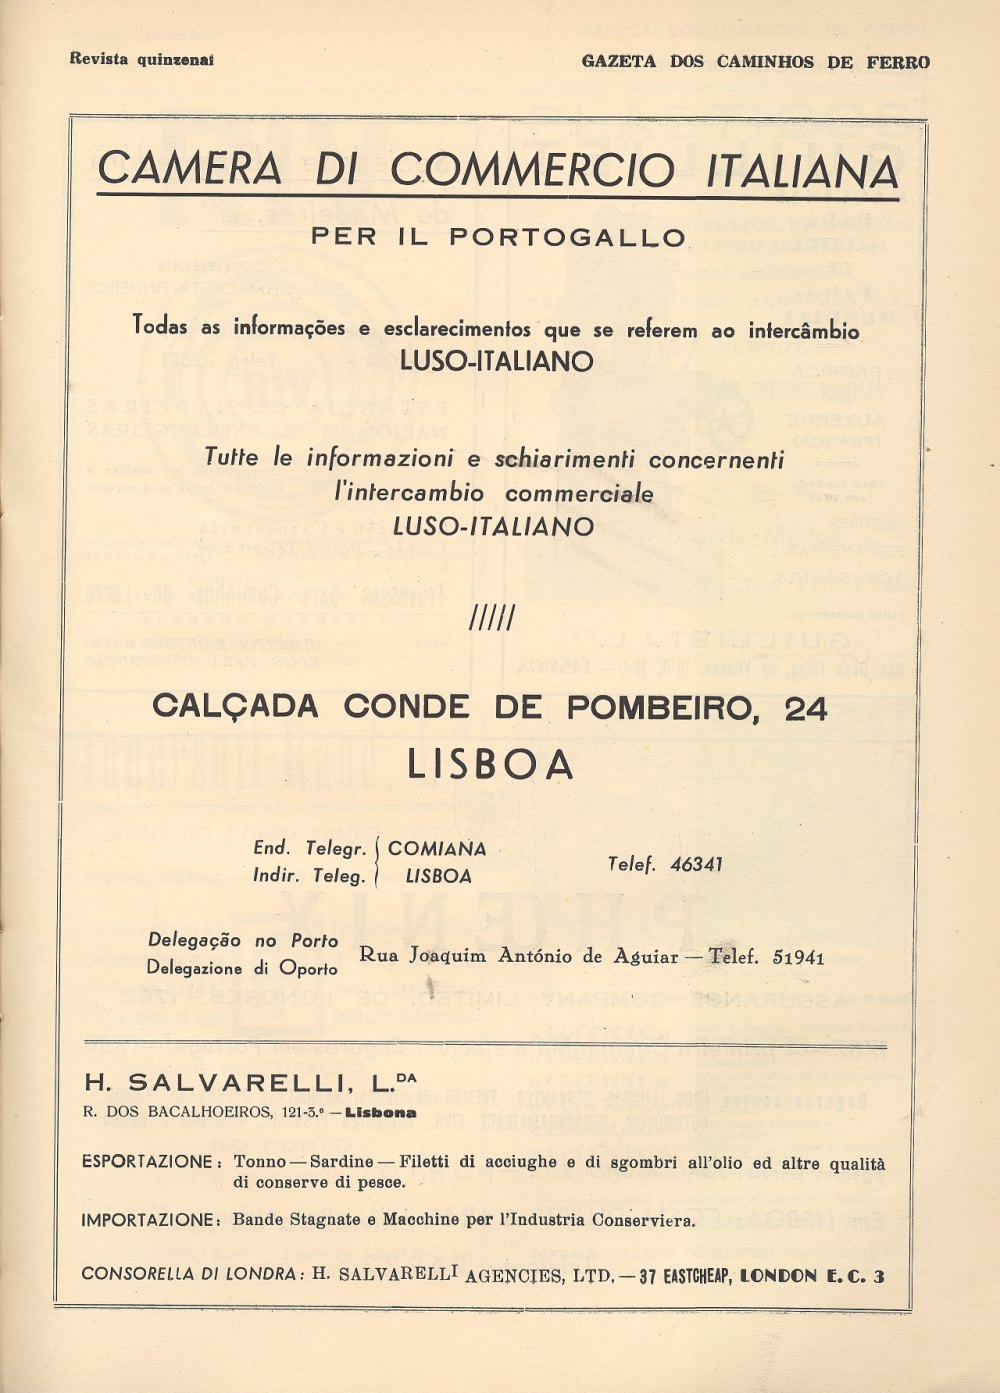 Revista quinzenal
GAZETA DOS CAMINHOS DE FERRO
CAMERA DI COMMERCIO ITALIANA
PER IL PORTOGALLO
Todas as informações e esclarecimentos que se referem ao intercâmbio
LUSO-ITALIANO
Tutte le informazioni e schiarimenti concernenti
l'intercambio commerciale
LUSO-ITALIANO
/////
CALÇADA CONDE DE POMBEIRO, 24
LISBOA
End. Telegr. { COMIANA
Indir. Teleg. { LISBOA
Telef. 46341
Delegação no Porto
Delegazione di Oporto
Rua Joaquim António de Aguiar — Telef. 51941
H. SALVARELLI, L.DA
R. DOS BACALHOEIROS, 121-3.º — Lisbona
ESPORTAZIONE: Tonno — Sardine — Filetti di acciughe e di sgombri all'olio ed altre qualità
di conserve di pesce.
IMPORTAZIONE: Bande Stagnate e Macchine per l'Industria Conserviera.
CONSORELLA DI LONDRA: H. SALVARELLI AGENCIES, LTD. — 37 EASTCHEAP, LONDON E. C. 3